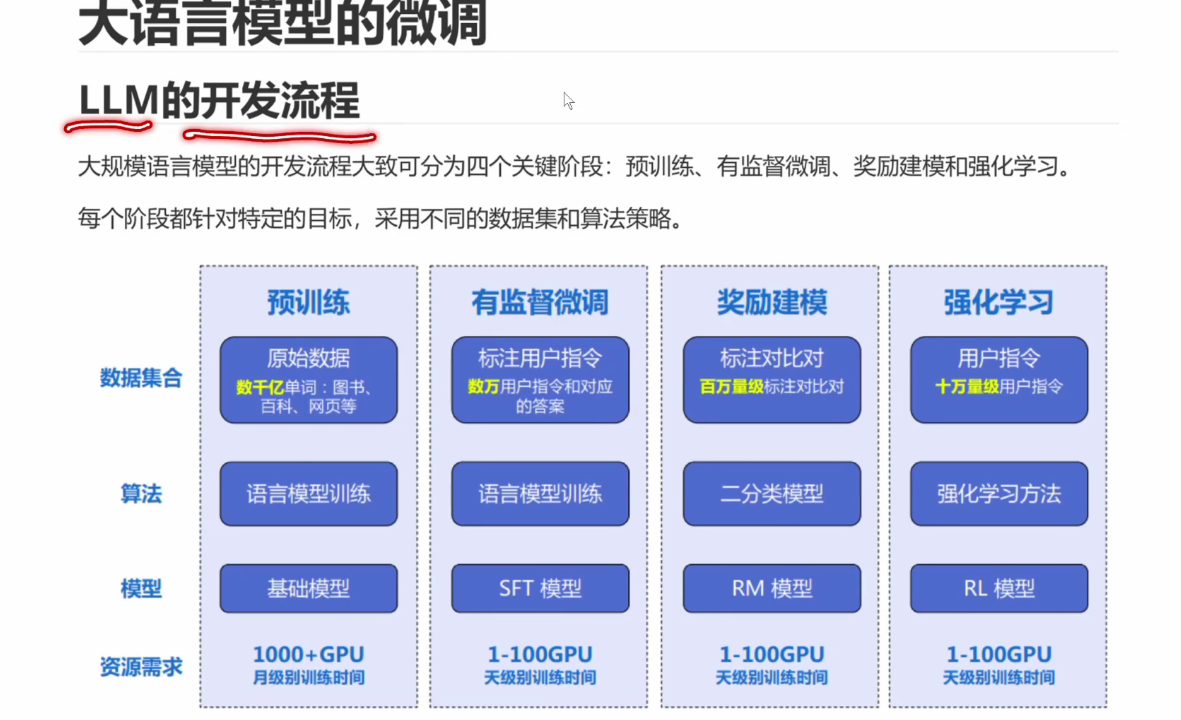 大语言模型的微调
LLM的开发流程
大规模语言模型的开发流程大致可分为四个关键阶段：预训练、有监督微调、奖励建模和强化学习。
每个阶段都针对特定的目标，采用不同的数据集和算法策略。
预训练 有监督微调 奖励建模 强化学习
数据集合
原始数据
数千亿单词：图书、
百科、网页等
标注用户指令
数万用户指令和对应
的答案
标注对比对
百万量级标注对比对
用户指令
十万量级用户指令
算法 语言模型训练 语言模型训练 二分类模型 强化学习方法
模型 基础模型 SFT 模型 RM 模型 RL 模型
资源需求
1000+GPU
月级别训练时间
1-100GPU
天级别训练时间
1-100GPU
天级别训练时间
1-100GPU
天级别训练时间